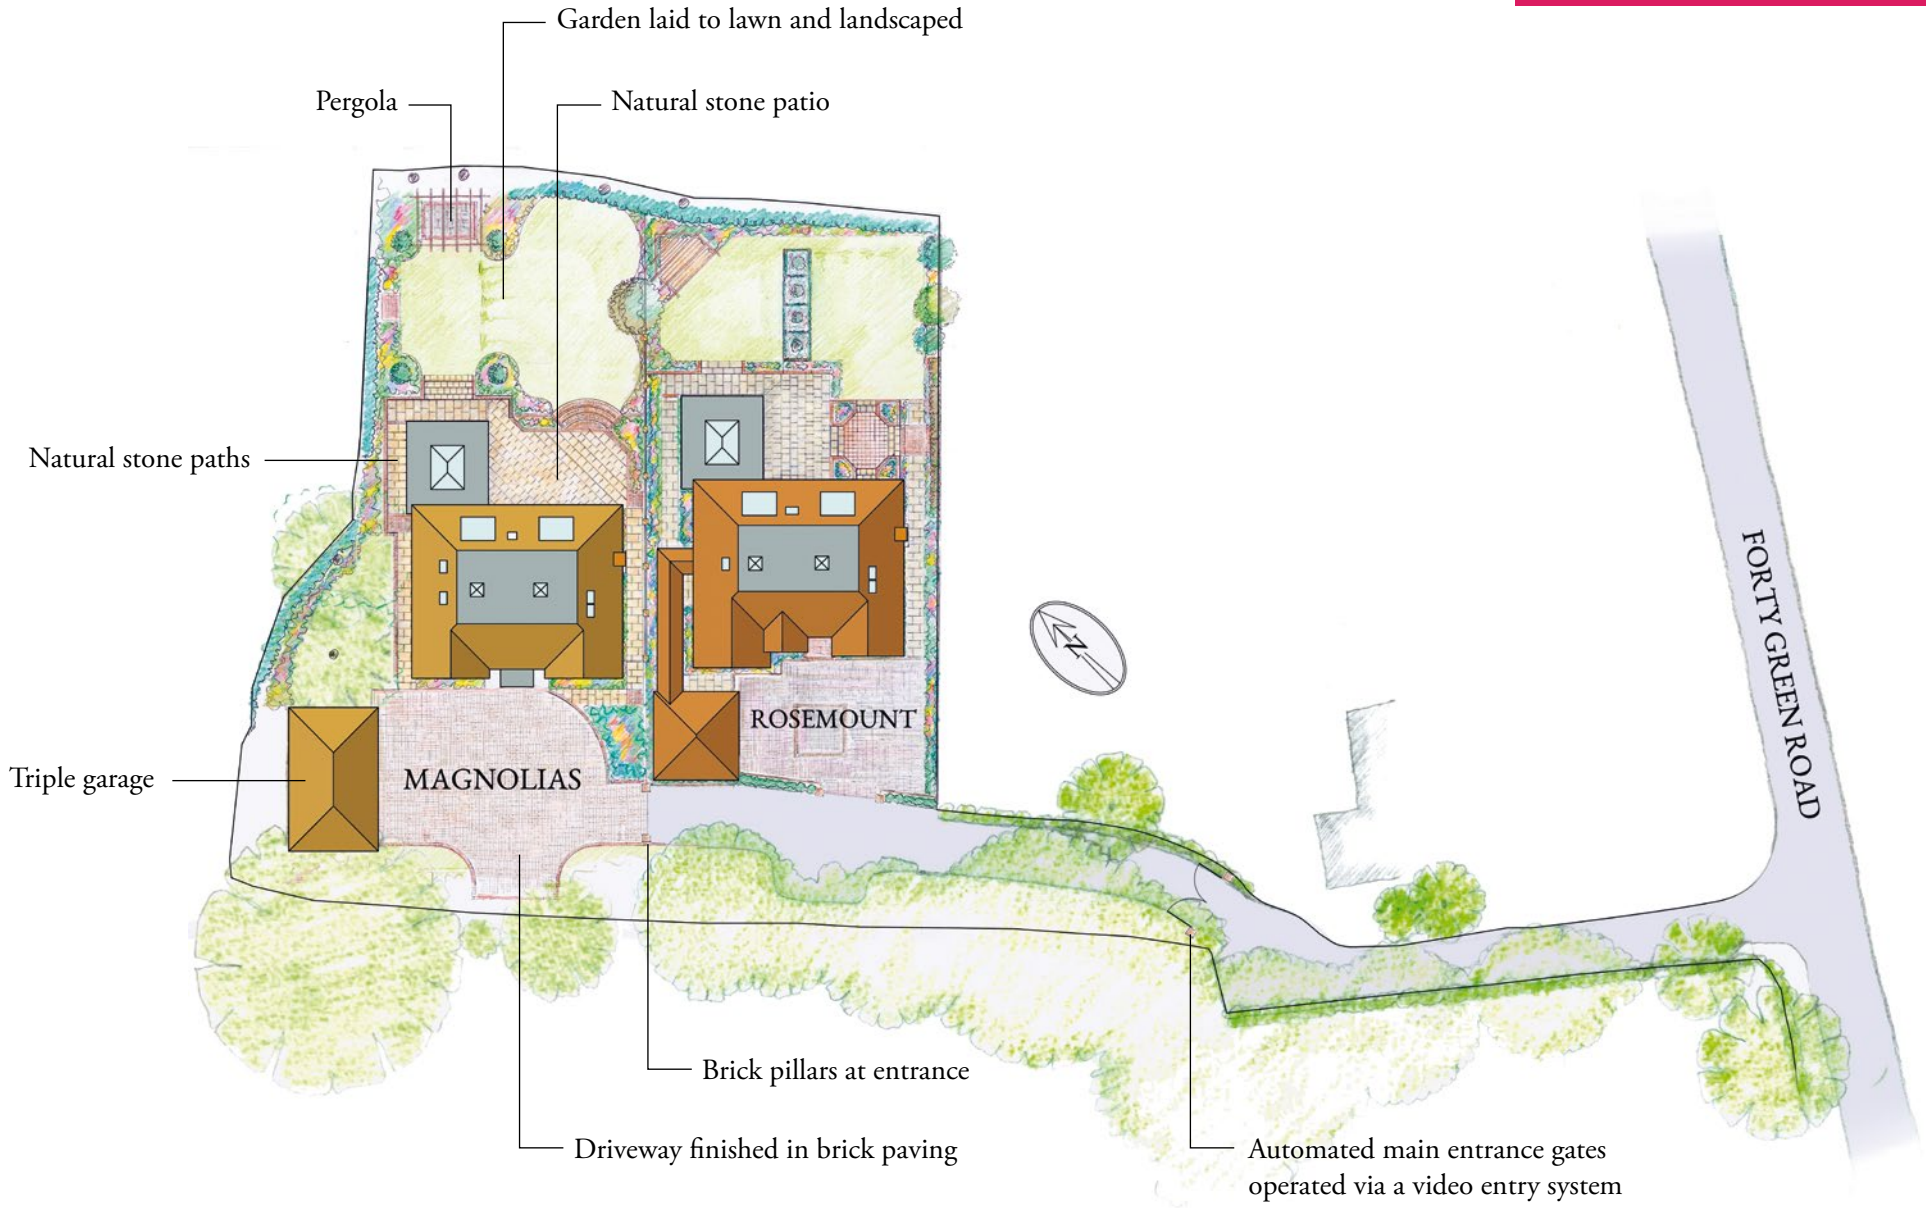 Garden laid to lawn and landscaped
Pergola
Natural stone patio
Natural stone paths
FORTY GREEN ROAD
N
ROSEMOUNT
MAGNOLIAS
Triple garage
Brick pillars at entrance
Driveway finished in brick paving
Automated main entrance gates
operated via a video entry system